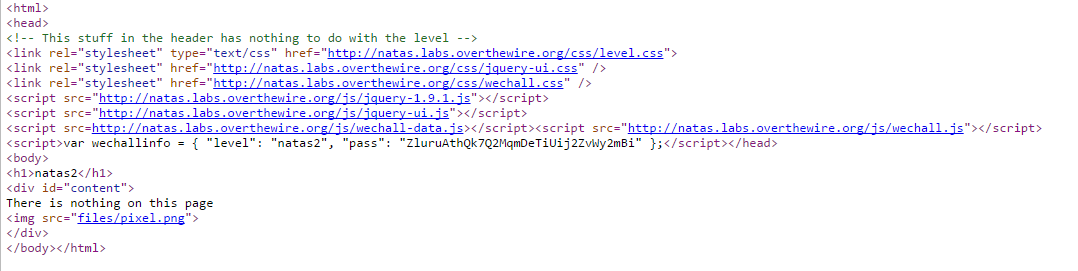 <html>
<head>
<!-- This stuff in the header has nothing to do with the level -->
<link rel="stylesheet" type="text/css" href="http://natas.labs.overthewire.org/css/level.css">
<link rel="stylesheet" href="http://natas.labs.overthewire.org/css/jquery-ui.css" />
<link rel="stylesheet" href="http://natas.labs.overthewire.org/css/wechall.css" />
<script src="http://natas.labs.overthewire.org/js/jquery-1.9.1.js"></script>
<script src="http://natas.labs.overthewire.org/js/jquery-ui.js"></script>
<script src=http://natas.labs.overthewire.org/js/wechall-data.js></script><script src="http://natas.labs.overthewire.org/js/wechall.js"></script>
<script>var wechallinfo = { "level": "natas2", "pass": "ZluruAthQk7Q2MqmDeTiUij2ZvWy2mBi" };</script></head>
<body>
<h1>natas2</h1>
<div id="content">
There is nothing on this page
<img src="files/pixel.png">
</div>
</body></html>